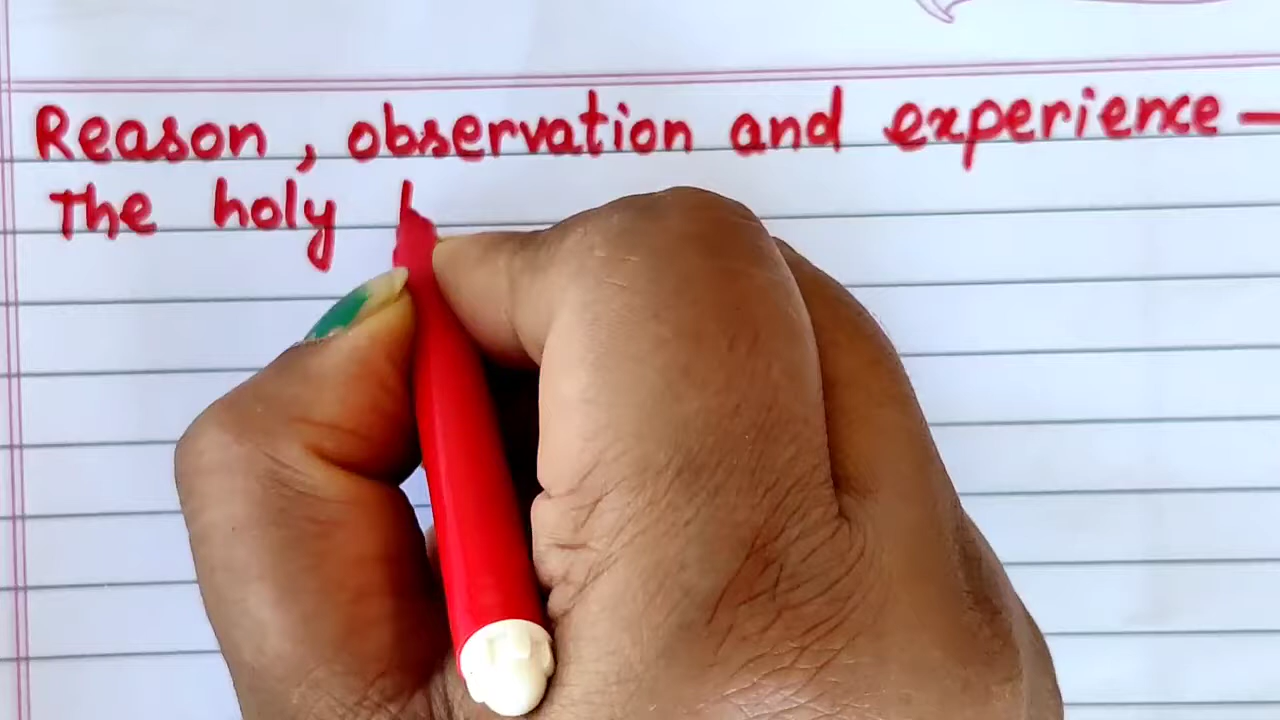 Reason, observation and experience —
The holy